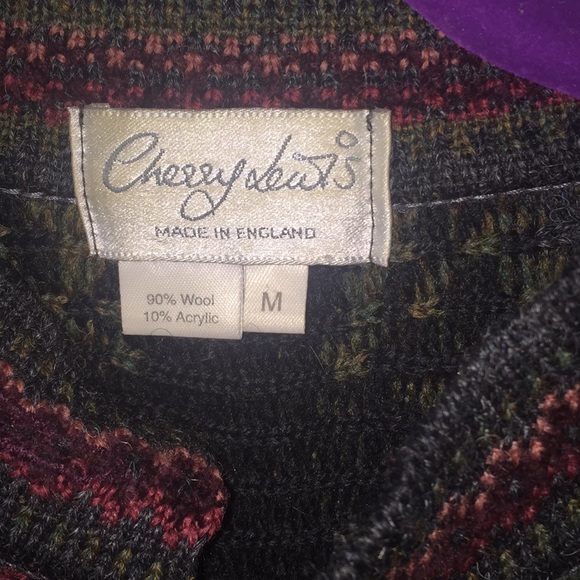 Cherry Lewis
MADE IN ENGLAND
90% Wool
10% Acrylic
M